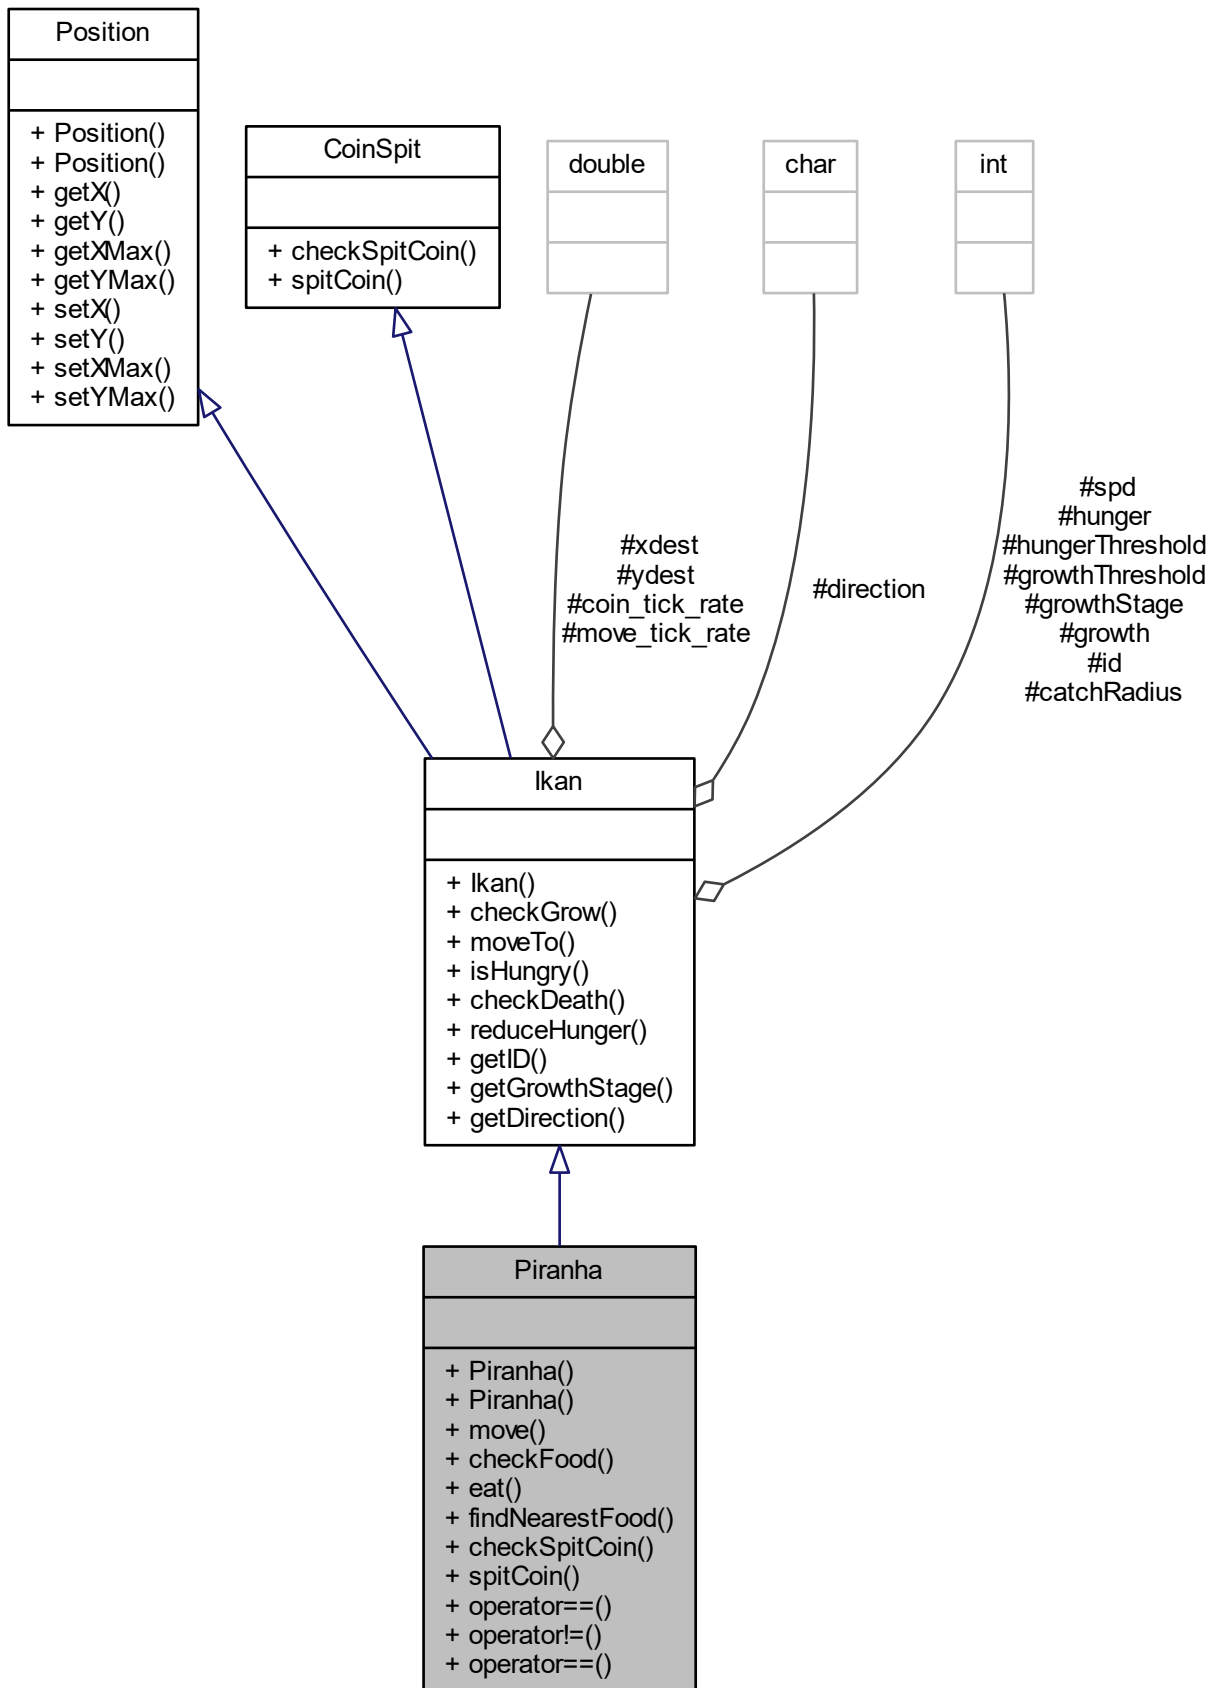 Position
+ Position()
+ Position()
+ getX()
+ getY()
+ getXMax()
+ getYMax()
+ setX()
+ setY()
+ setXMax()
+ setYMax()
CoinSpit
+ checkSpitCoin()
+ spitCoin()
double
char
int
#xdest
#ydest
#coin_tick_rate
#move_tick_rate
#direction
#spd
#hunger
#hungerThreshold
#growthThreshold
#growthStage
#growth
#id
#catchRadius
Ikan
+ Ikan()
+ checkGrow()
+ moveTo()
+ isHungry()
+ checkDeath()
+ reduceHunger()
+ getID()
+ getGrowthStage()
+ getDirection()
Piranha
+ Piranha()
+ Piranha()
+ move()
+ checkFood()
+ eat()
+ findNearestFood()
+ checkSpitCoin()
+ spitCoin()
+ operator==()
+ operator!=()
+ operator==()